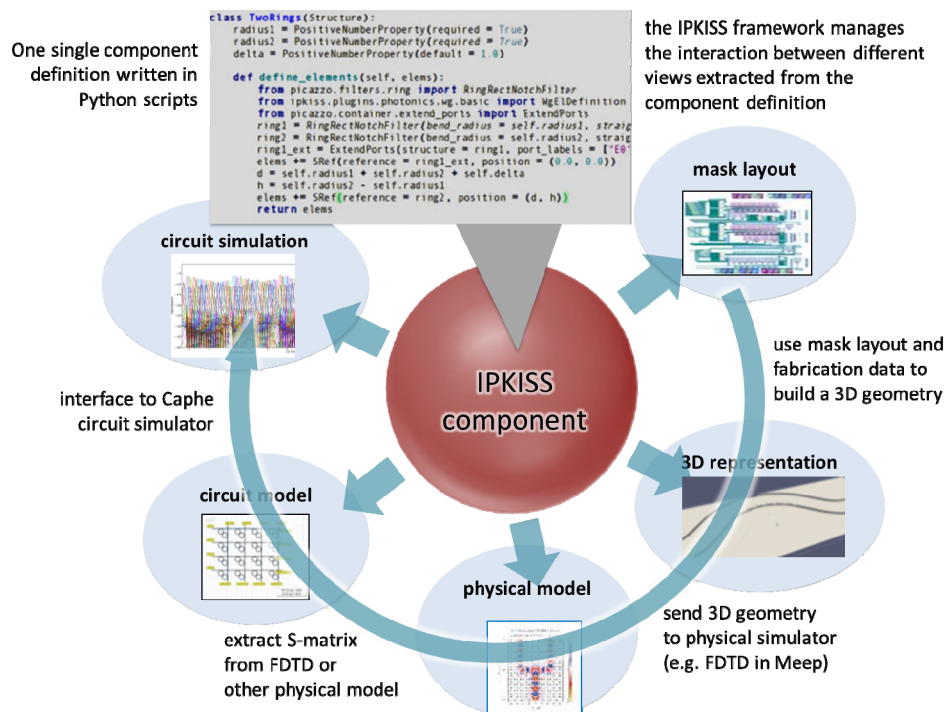 One single component
definition written in
Python scripts
class TwoRings(Structure):
radius1 = PositiveNumberProperty(required = True)
radius2 = PositiveNumberProperty(required = True)
delta = PositiveNumberProperty(default = 1.0)
def define_elements(self, elems):
from picazzo.filters.ring import RingRectNotchFilter
from ipkiss.plugins.photonics.wg.basic import WgElDefinition
from picazzo.container.extend_ports import ExtendPorts
ring1 = RingRectNotchFilter(bend_radius = self.radius1, straig
ring2 = RingRectNotchFilter(bend_radius = self.radius2, straig
ring1_ext = ExtendPorts(structure = ring1, port_labels = ["E0"
elems += SRef(reference = ring1_ext, position = (0.0, 0.0))
d = self.radius1 + self.radius2 + self.delta
h = self.radius2 - self.radius1
elems += SRef(reference = ring2, position = (d, h))
return elems
the IPKISS framework manages
the interaction between different
views extracted from the
component definition
mask layout
circuit simulation
IPKISS
component
use mask layout and
fabrication data to
build a 3D geometry
interface to Caphe
circuit simulator
3D representation
circuit model
physical model
send 3D geometry
to physical simulator
(e.g. FDTD in Meep)
extract S-matrix
from FDTD or
other physical model